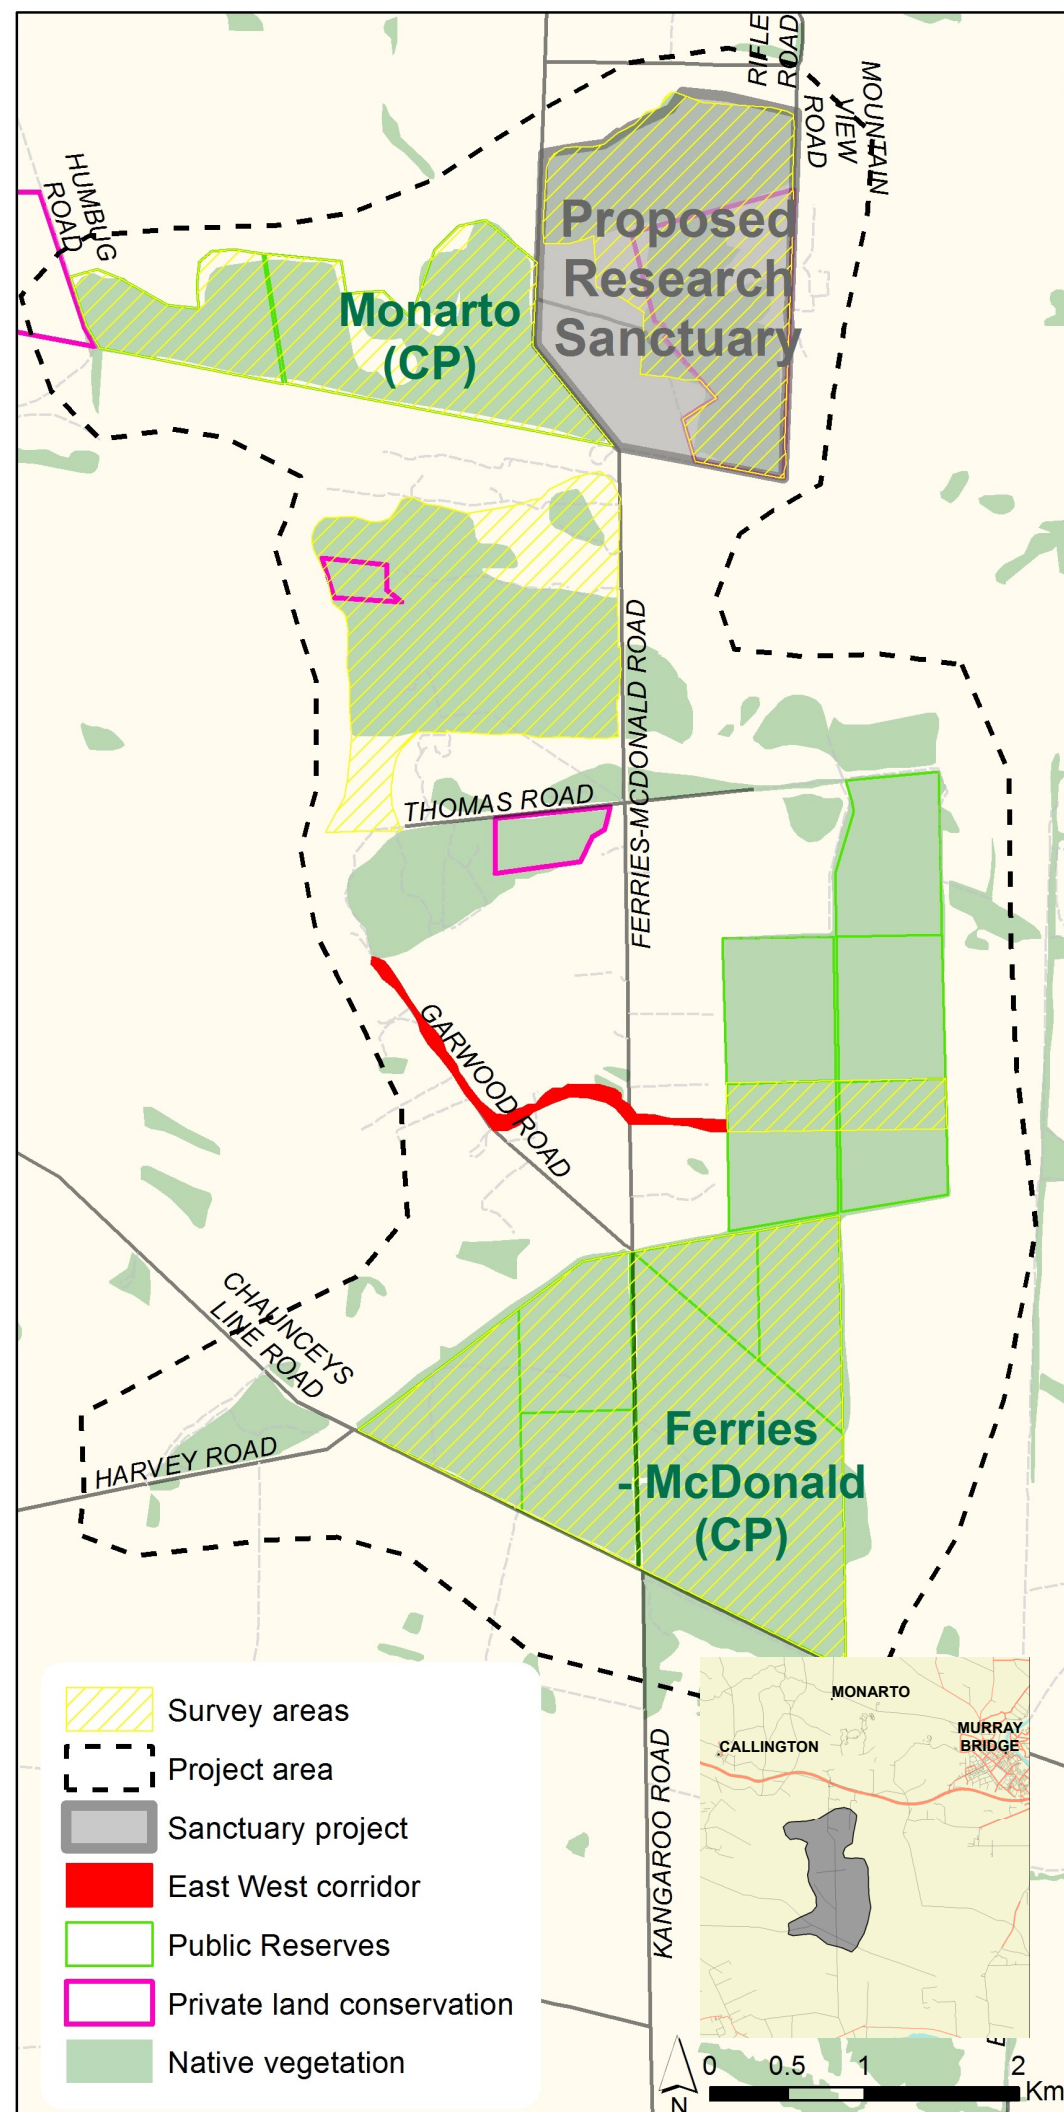 RIFLE
ROAD
MOUNTAIN
VIEW
ROAD
HUMBUG
ROAD
Proposed
Research
Sanctuary
Monarto
(CP)
FERRIES-MCDONALD ROAD
THOMAS ROAD
GARWOOD ROAD
CHAUNCEYS
LINE ROAD
HARVEY ROAD
Ferries
- McDonald
(CP)
KANGAROO ROAD
Survey areas
Project area
Sanctuary project
East West corridor
Public Reserves
Private land conservation
Native vegetation
MONARTO
MURRAY
BRIDGE
CALLINGTON
N
0 0.5 1 2
Km